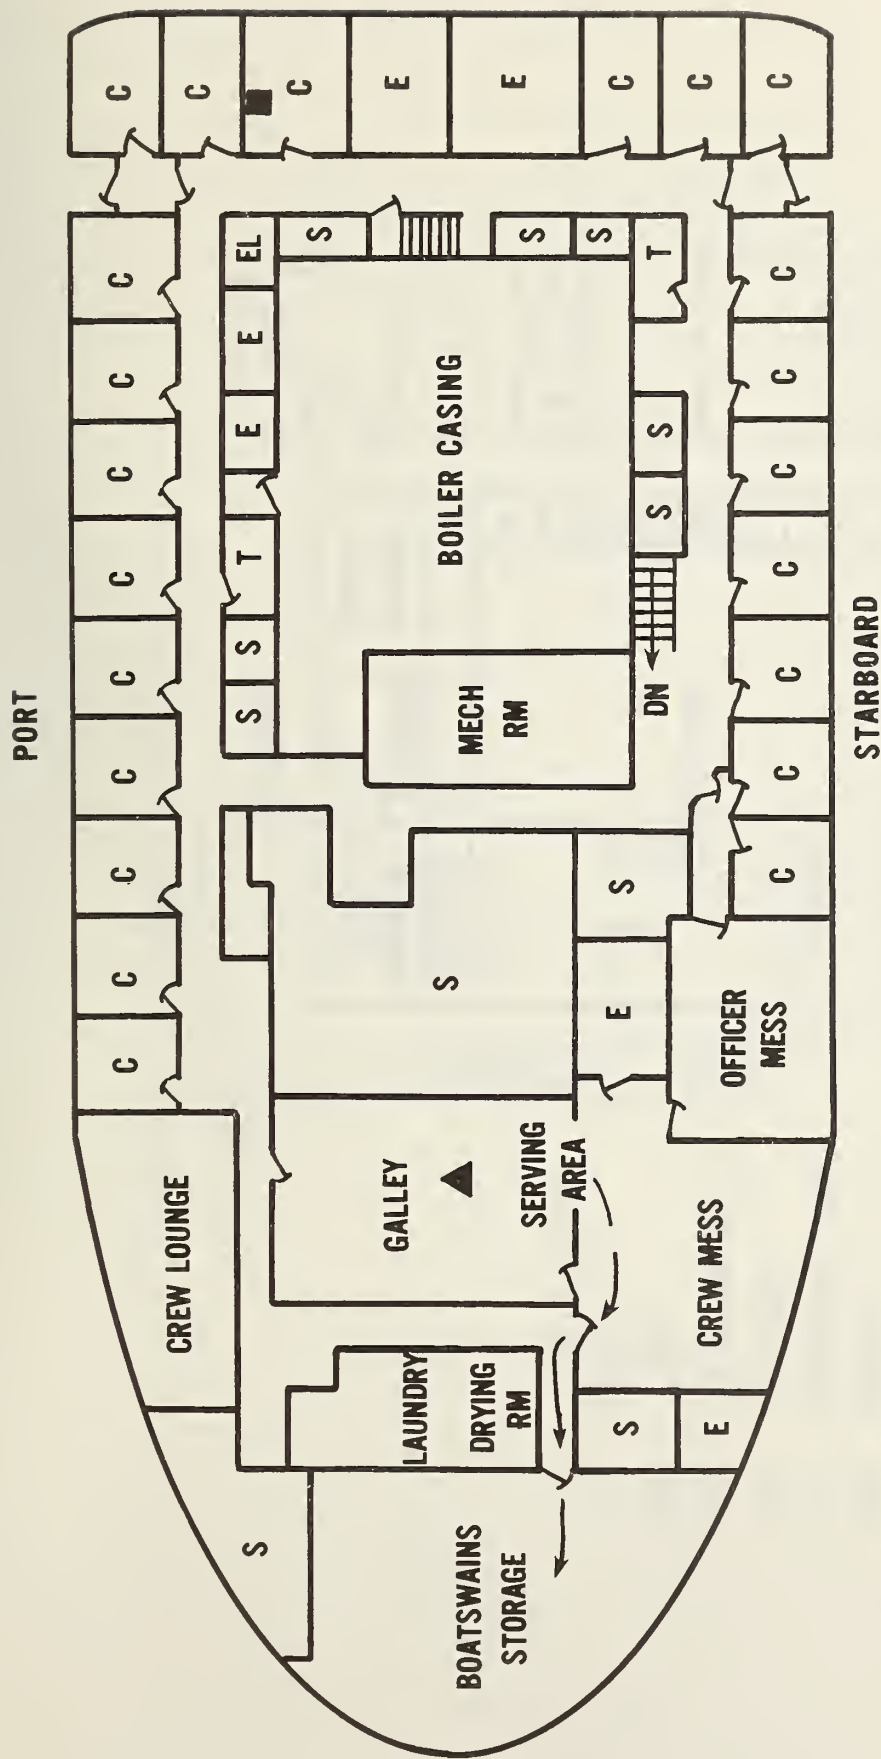 PORT
C C C C C C C C C C
CREW LOUNGE
C
S S S T E E EL
C
S
GALLEY
E
LAUNDRY
S
BOILER CASING
BOATSWAINS
STORAGE
DRYING
RM
MECH
RM
E
SERVING
AREA
S
S
S
E
S
C
DN
S S T
C
CREW MESS
E
OFFICER
MESS
C C C C C C C C
STARBOARD